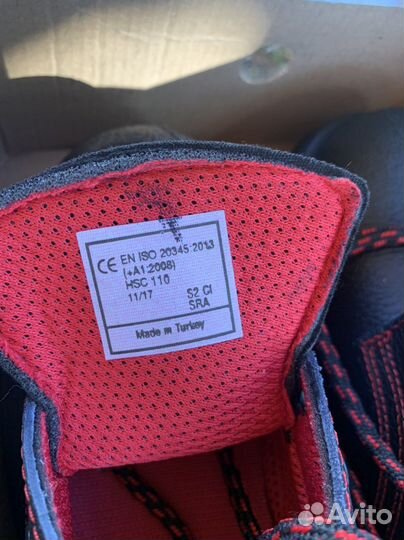 CE EN ISO 20345:2013
(+A1:2008)
HSC 110
11/17 S2 CI
SRA
Made in Turkey
Avito